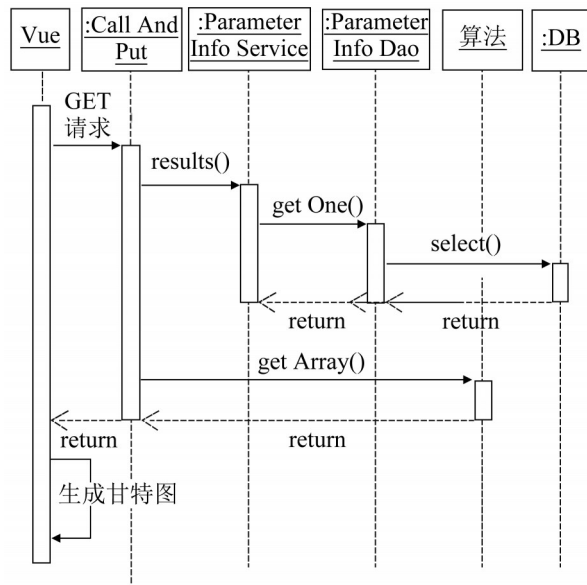 Vue
:Call And
Put
:Parameter
Info Service
:Parameter
Info Dao
算法
:DB
GET
请求
results()
get One()
select()
return
return
get Array()
return
return
生成甘特图